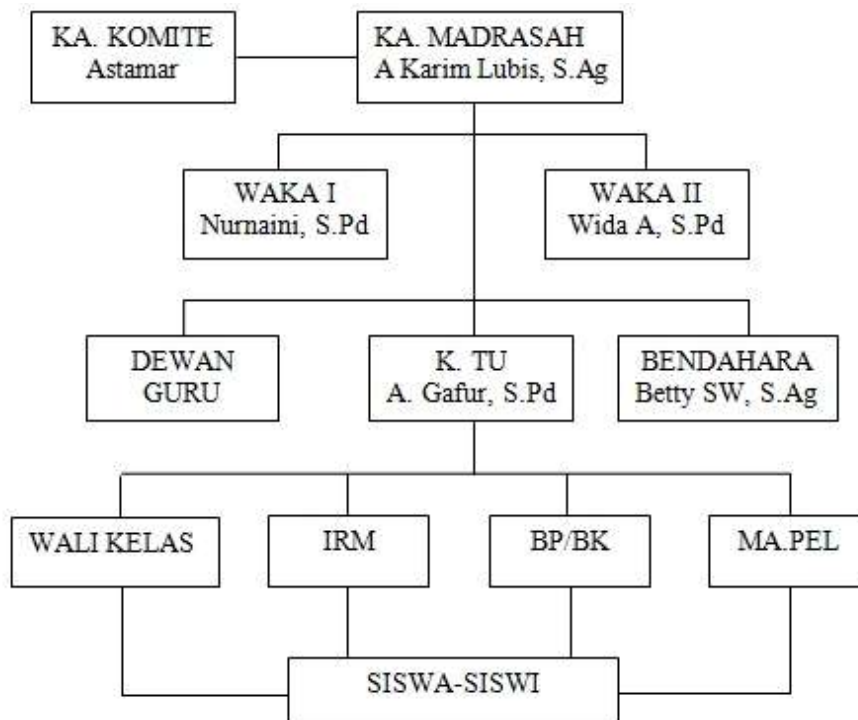 KA. KOMITE
Astamar
KA. MADRASAH
A Karim Lubis, S.Ag
WAKA I
Nurnaini, S.Pd
WAKA II
Wida A, S.Pd
DEWAN
GURU
K. TU
A. Gafur, S.Pd
BENDAHARA
Betty SW, S.Ag
WALI KELAS
IRM
BP/BK
MA.PEL
SISWA-SISWI